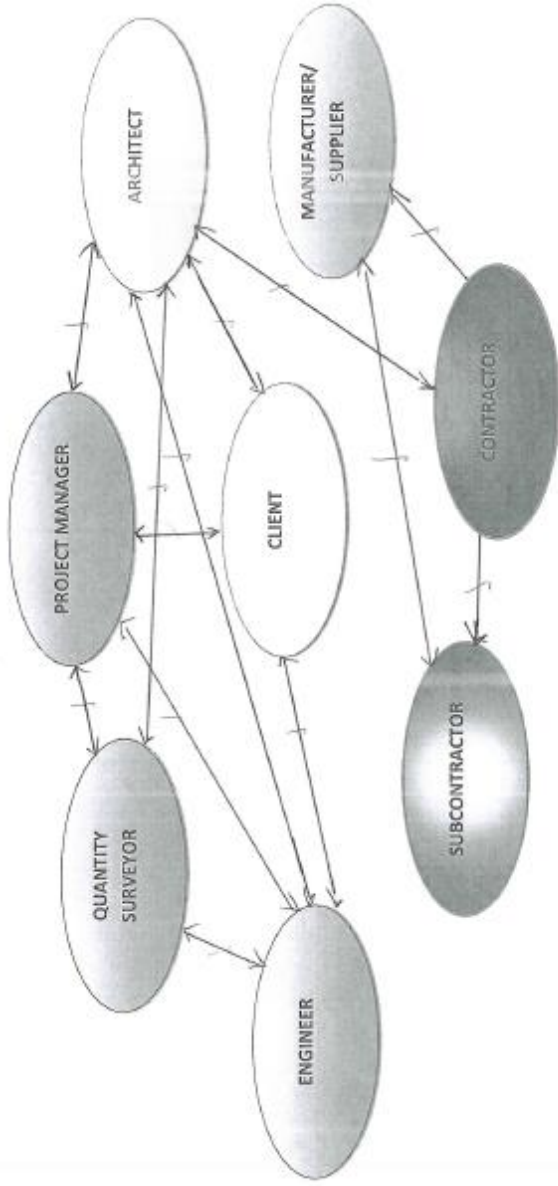 PROJECT MANAGER
ARCHITECT
QUANTITY
SURVEYOR
CLIENT
ENGINEER
MANUFACTURER/
SUPPLIER
CONTRACTOR
SUBCONTRACTOR